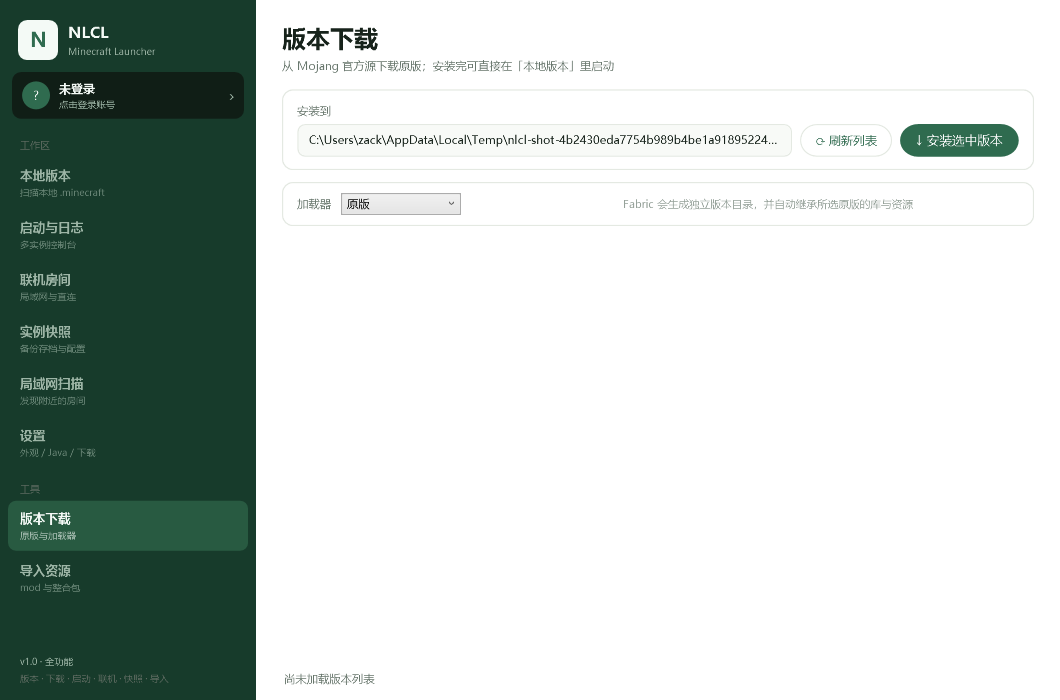 N
NLCL
Minecraft Launcher
?
未登录
点击登录账号
›
工作区
本地版本
扫描本地 .minecraft
启动与日志
多实例控制台
联机房间
局域网与直连
实例快照
备份存档与配置
局域网扫描
发现附近的房间
设置
外观 / Java / 下载
工具
版本下载
原版与加载器
导入资源
mod 与整合包
v1.0 · 全功能
版本 · 下载 · 启动 · 联机 · 快照 · 导入
版本下载
从 Mojang 官方源下载原版；安装完可直接在「本地版本」里启动
安装到
C:\Users\zack\AppData\Local\Temp\nlcl-shot-4b2430eda7754b989b4be1a91895224...
⟳ 刷新列表
↓ 安装选中版本
加载器
原版
Fabric 会生成独立版本目录，并自动继承所选原版的库与资源
尚未加载版本列表